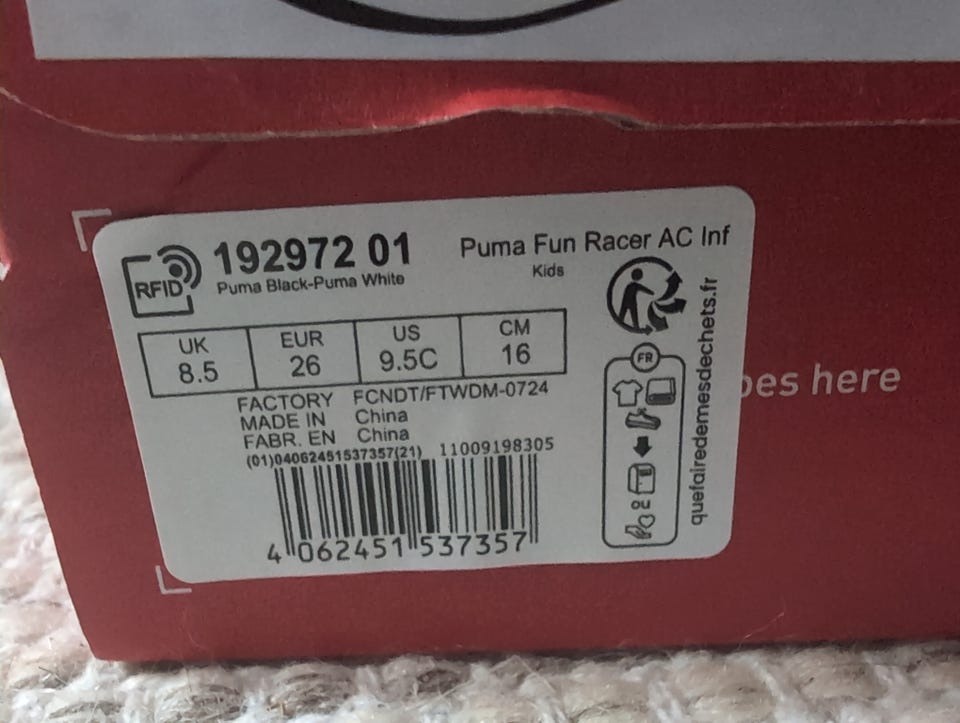 RFID
192972 01
Puma Black-Puma White
Puma Fun Racer AC Inf
Kids
UK EUR US CM
8.5 26 9.5C 16
FACTORY FCNDT/FTWDM-0724
MADE IN China
FABR. EN China
(01)04062451537357(21) 11009198305
4 062451 537357
FR
ou
quefairedemesdechets.fr
oes here